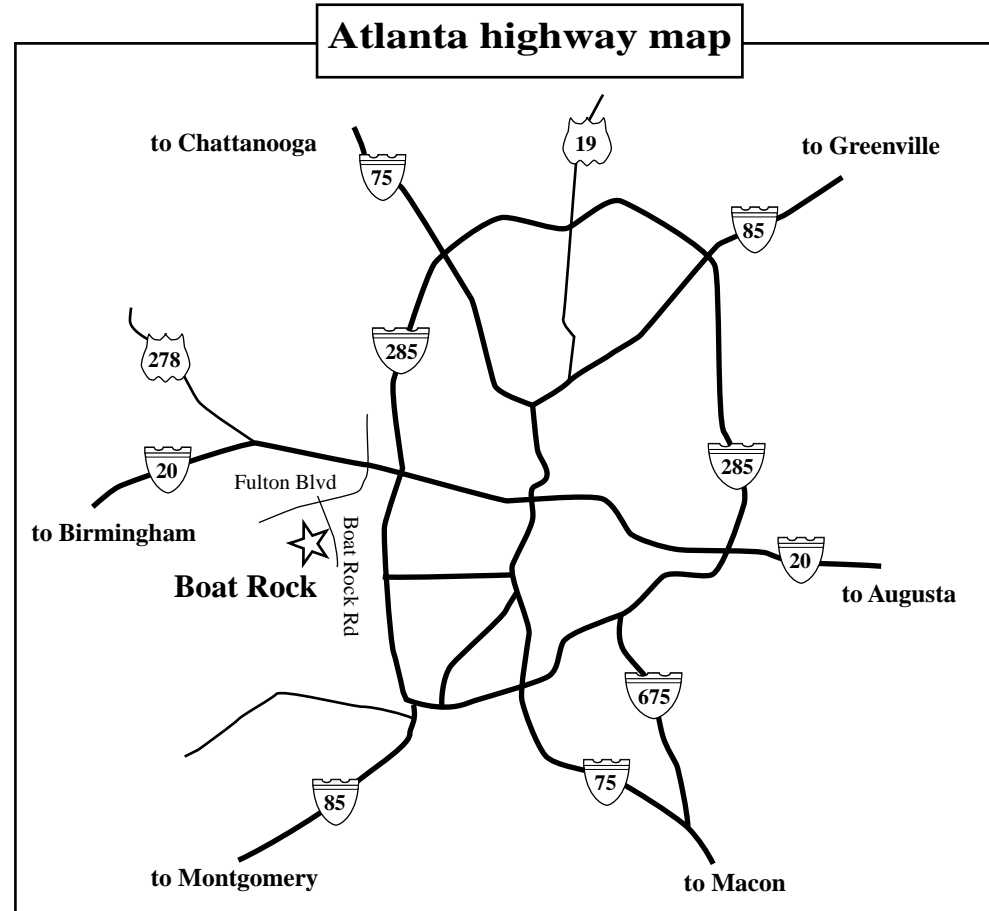 Atlanta highway map
to Chattanooga
19
to Greenville
75
85
278
285
20
Fulton Blvd
285
to Birmingham
Boat Rock Rd
20
Boat Rock
to Augusta
675
75
85
to Montgomery
to Macon